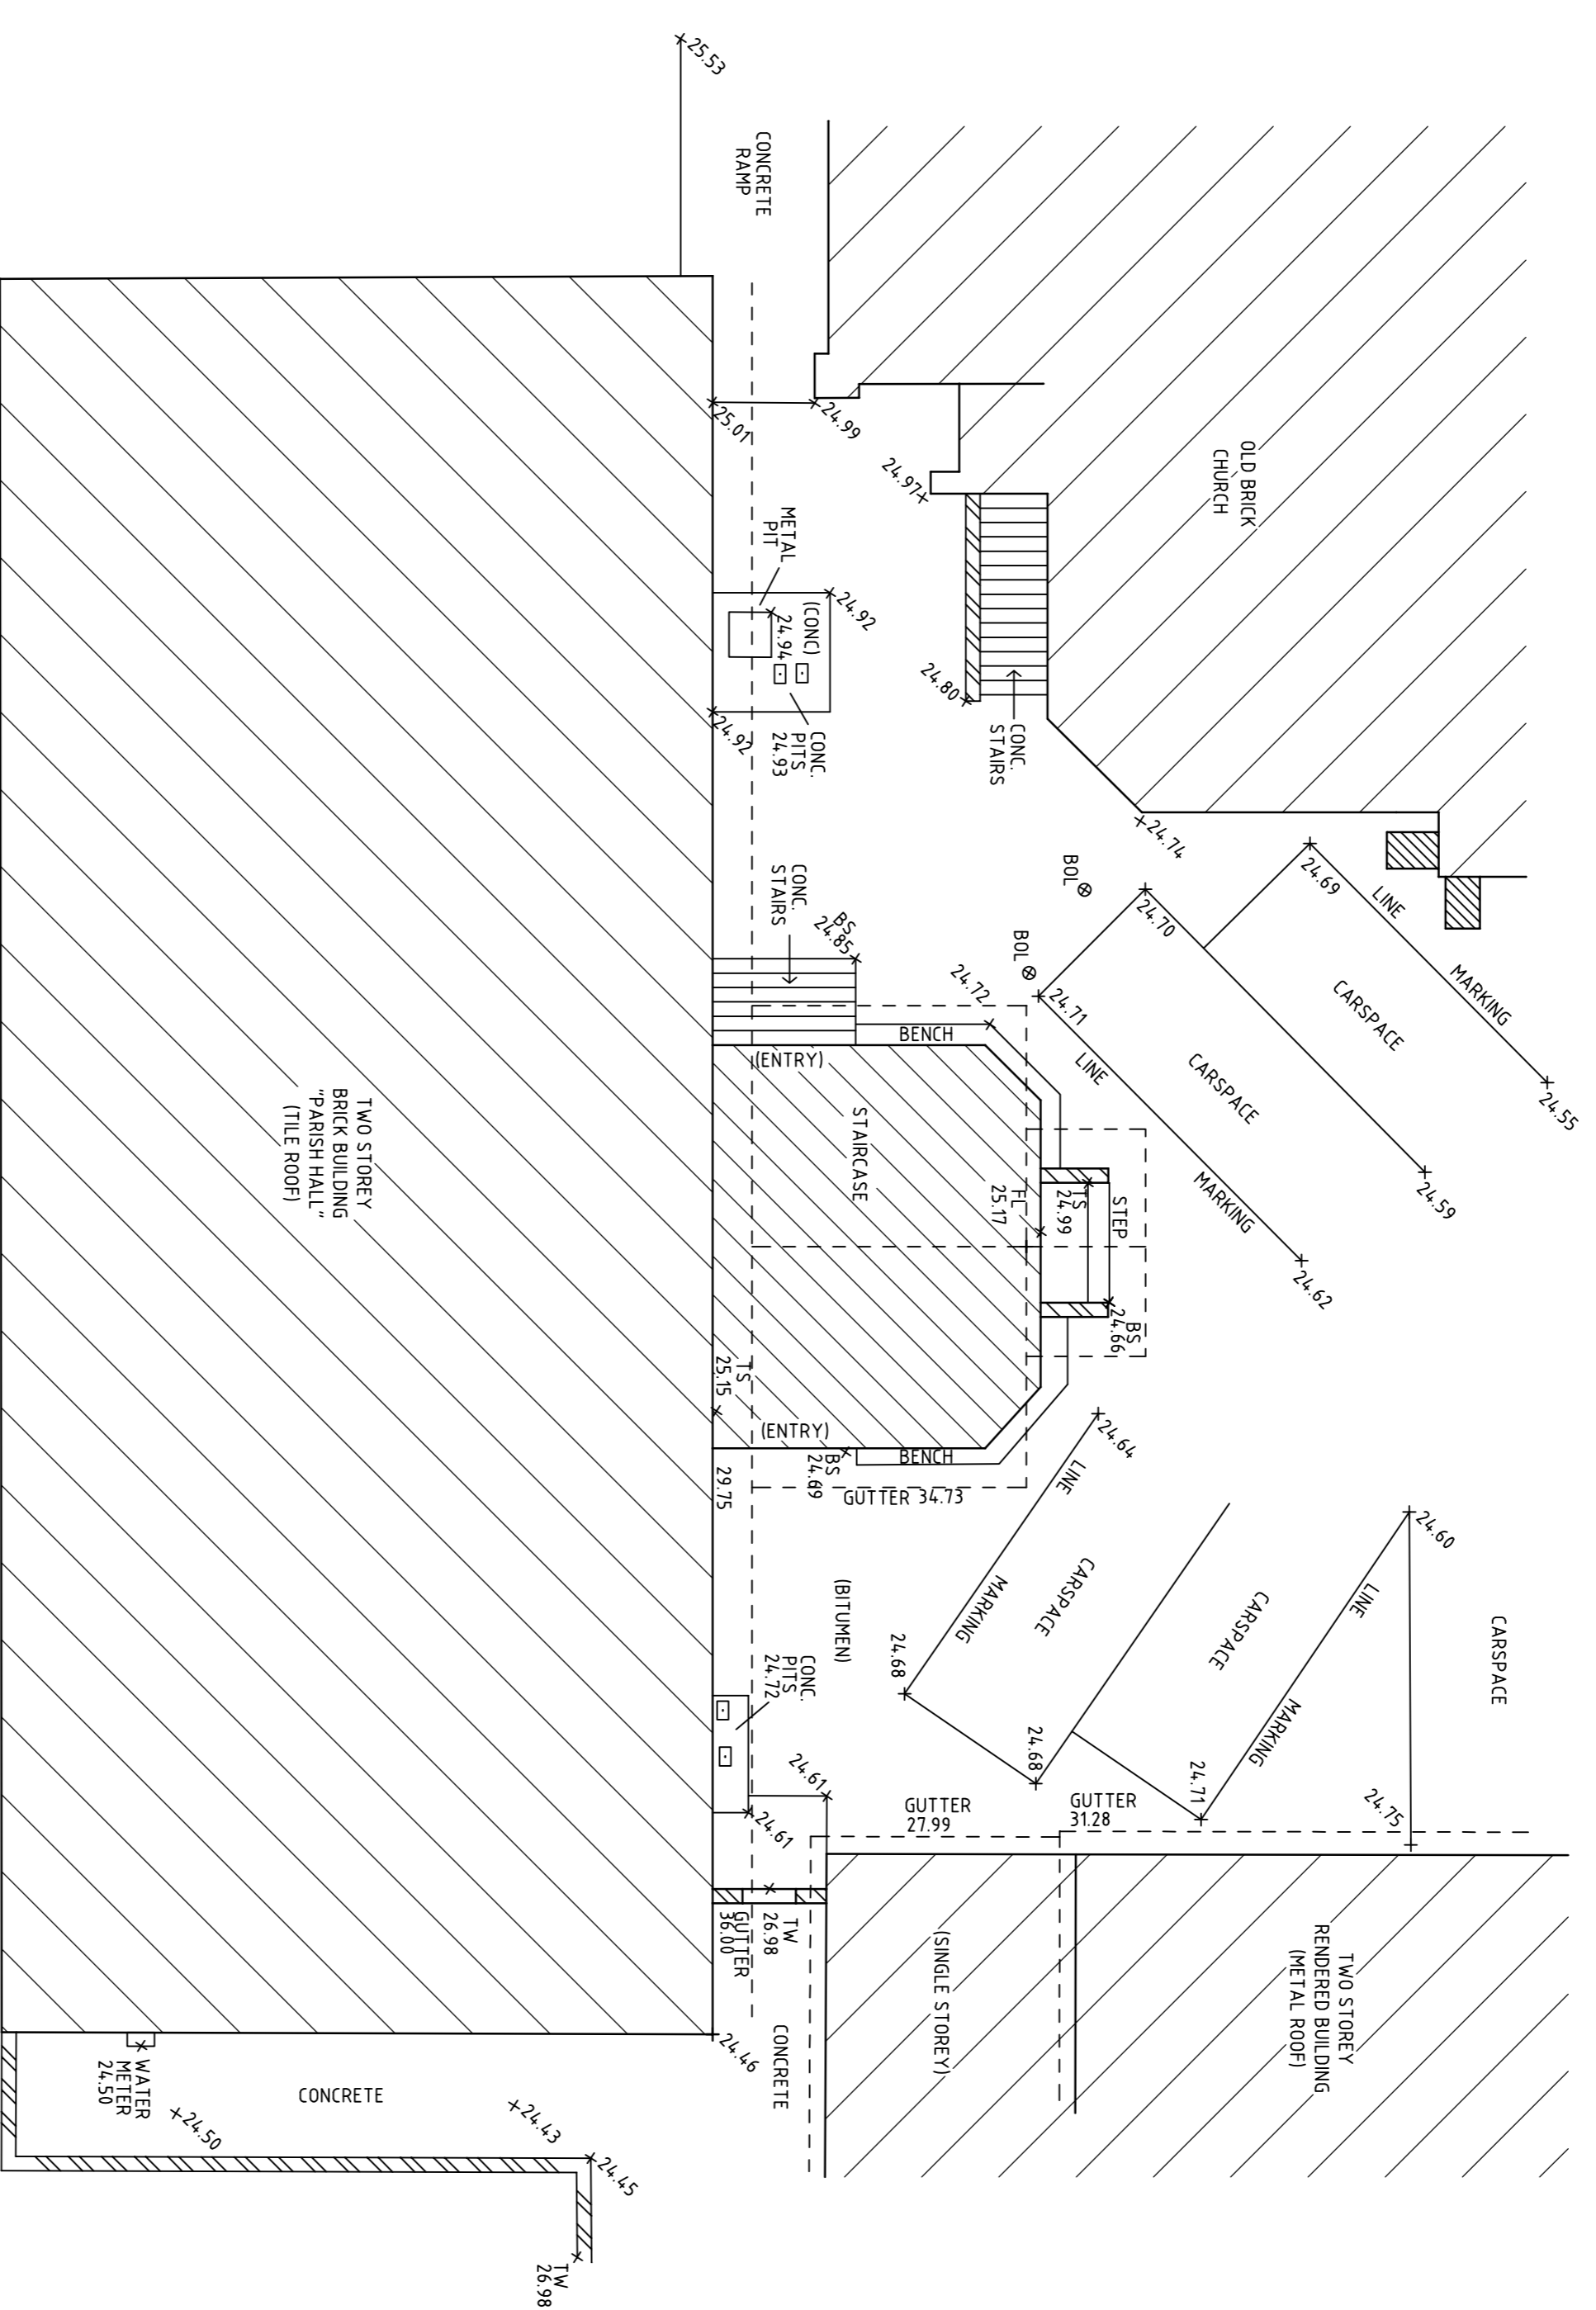 25.53
CONCRETE
RAMP
OLD BRICK
CHURCH
24.99
25.01
24.97
METAL
PIT
24.92
(CONC)
24.94
24.92
CONC.
PITS
24.93
24.80
CONC.
STAIRS
24.74
24.69
LINE
MARKING
24.55
CARSPACE
BOL
24.70
CARSPACE
24.59
BOL
24.71
LINE
MARKING
24.62
CONC.
STAIRS
BS
24.85
24.72
BENCH
(ENTRY)
STAIRCASE
FL
25.17
TS
24.99
STEP
BS
24.66
TWO STOREY
BRICK BUILDING
"PARISH HALL"
(TILE ROOF)
TS
25.15
(ENTRY)
BS
24.69
BENCH
29.75
GUTTER 34.73
24.64
LINE
MARKING
CARSPACE
24.68
24.68
24.60
LINE
MARKING
CARSPACE
24.71
CARSPACE
24.75
(BITUMEN)
CONC.
PITS
24.72
24.61
24.61
GUTTER
27.99
GUTTER
31.28
TW
26.98
GUTTER
36.00
(SINGLE STOREY)
TWO STOREY
RENDERED BUILDING
(METAL ROOF)
CONCRETE
24.46
WATER
METER
24.50
CONCRETE
24.50
24.43
24.45
TW
26.98